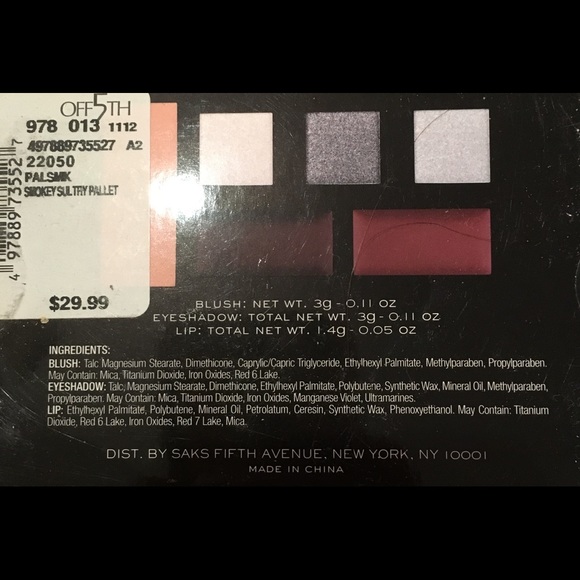 OFF 5TH
978 013 1112
497889735527 A2
22050
PALSMK
SMOKEY SULTRY PALLET
4 97889 73552 7
$29.99
BLUSH: NET WT. 3g - 0.11 OZ
EYESHADOW: TOTAL NET WT. 3g - 0.11 OZ
LIP: TOTAL NET WT. 1.4g - 0.05 OZ
INGREDIENTS:
BLUSH: Talc Magnesium Stearate, Dimethicone, Caprylic/Capric Triglyceride, Ethylhexyl Palmitate, Methylparaben, Propylparaben.
May Contain: Mica, Titanium Dioxide, Iron Oxides, Red 6 Lake.
EYESHADOW: Talc, Magnesium Stearate, Dimethicone, Ethylhexyl Palmitate, Polybutene, Synthetic Wax, Mineral Oil, Methylparaben,
Propylparaben. May Contain: Mica, Titanium Dioxide, Iron Oxides, Manganese Violet, Ultramarines.
LIP: Ethylhexyl Palmitate, Polybutene, Mineral Oil, Petrolatum, Ceresin, Synthetic Wax, Phenoxyethanol. May Contain: Titanium
Dioxide, Red 6 Lake, Iron Oxides, Red 7 Lake, Mica.
DIST. BY SAKS FIFTH AVENUE, NEW YORK, NY 10001
MADE IN CHINA